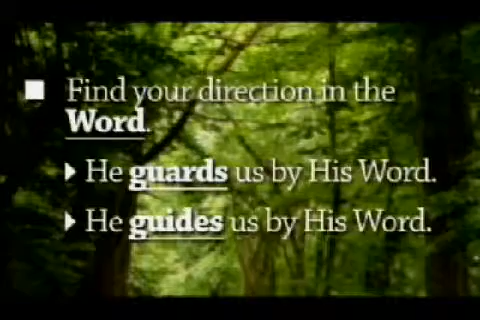 Find your direction in the
Word.
He guards us by His Word.
He guides us by His Word.